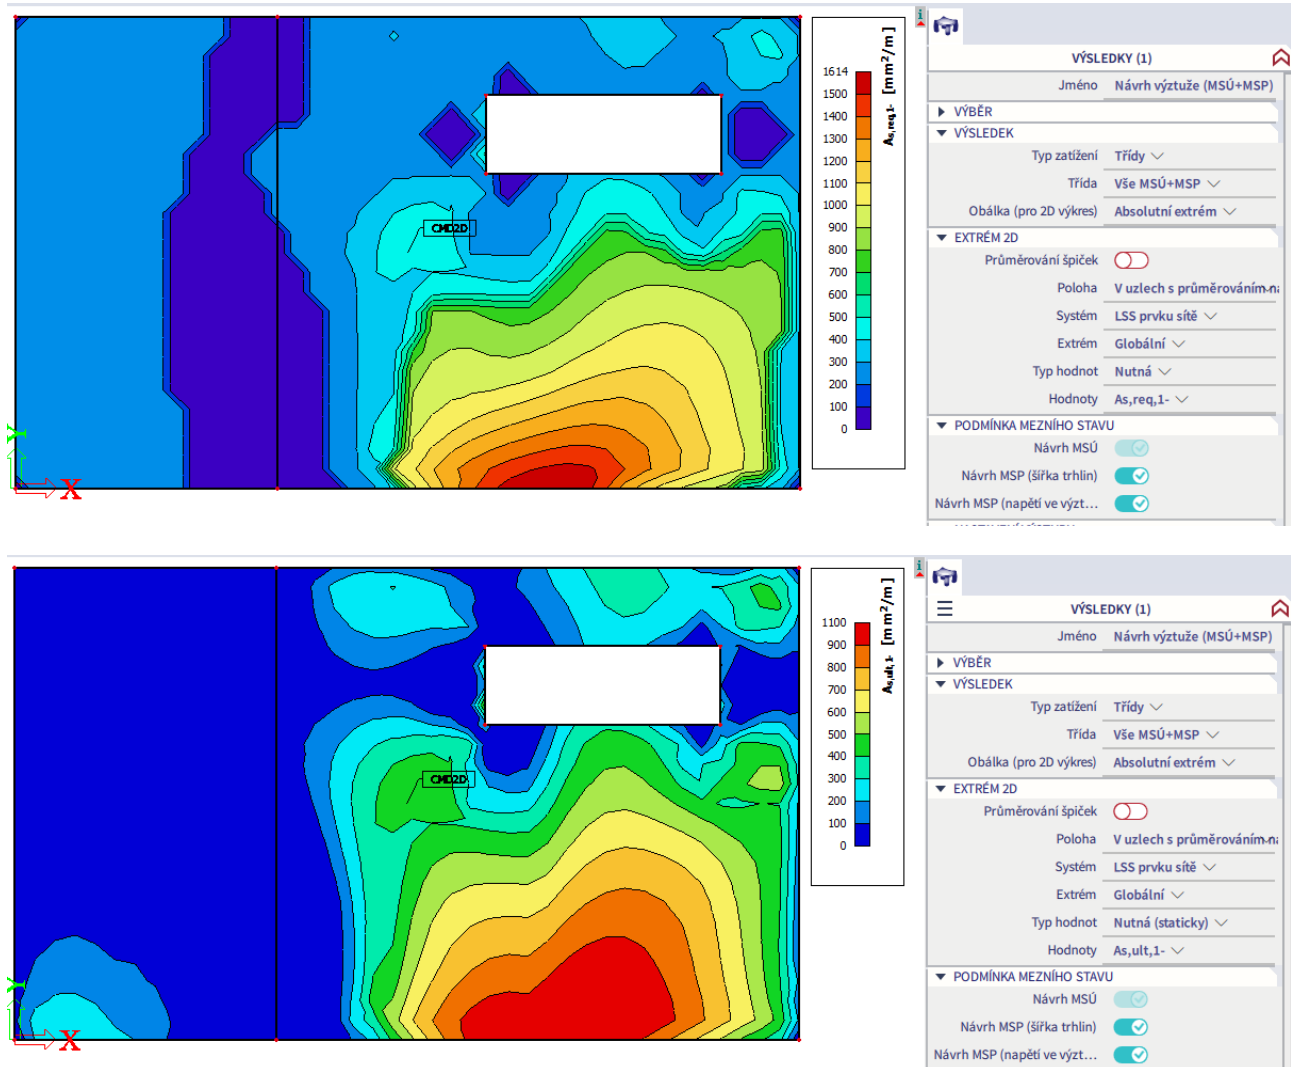 1614
1500
1400
1300
1200
1100
1000
900
800
700
600
500
400
300
200
100
0
As,req,1- [mm²/m]
CMD2D
Y
X
VÝSLEDKY (1)
Jméno Návrh výztuže (MSÚ+MSP)
VÝBĚR
VÝSLEDEK
Typ zatížení Třídy
Třída Vše MSÚ+MSP
Obálka (pro 2D výkres) Absolutní extrém
EXTRÉM 2D
Průměrování špiček
Poloha V uzlech s průměrováním
Systém LSS prvku sítě
Extrém Globální
Typ hodnot Nutná
Hodnoty As,req,1-
PODMÍNKA MEZNÍHO STAVU
Návrh MSÚ
Návrh MSP (šířka trhlin)
Návrh MSP (napětí ve výzt...
1100
900
800
700
600
500
400
300
200
100
0
As,ult,1- [mm²/m]
CMD2D
Y
X
VÝSLEDKY (1)
Jméno Návrh výztuže (MSÚ+MSP)
VÝBĚR
VÝSLEDEK
Typ zatížení Třídy
Třída Vše MSÚ+MSP
Obálka (pro 2D výkres) Absolutní extrém
EXTRÉM 2D
Průměrování špiček
Poloha V uzlech s průměrováním
Systém LSS prvku sítě
Extrém Globální
Typ hodnot Nutná (staticky)
Hodnoty As,ult,1-
PODMÍNKA MEZNÍHO STAVU
Návrh MSÚ
Návrh MSP (šířka trhlin)
Návrh MSP (napětí ve výzt...